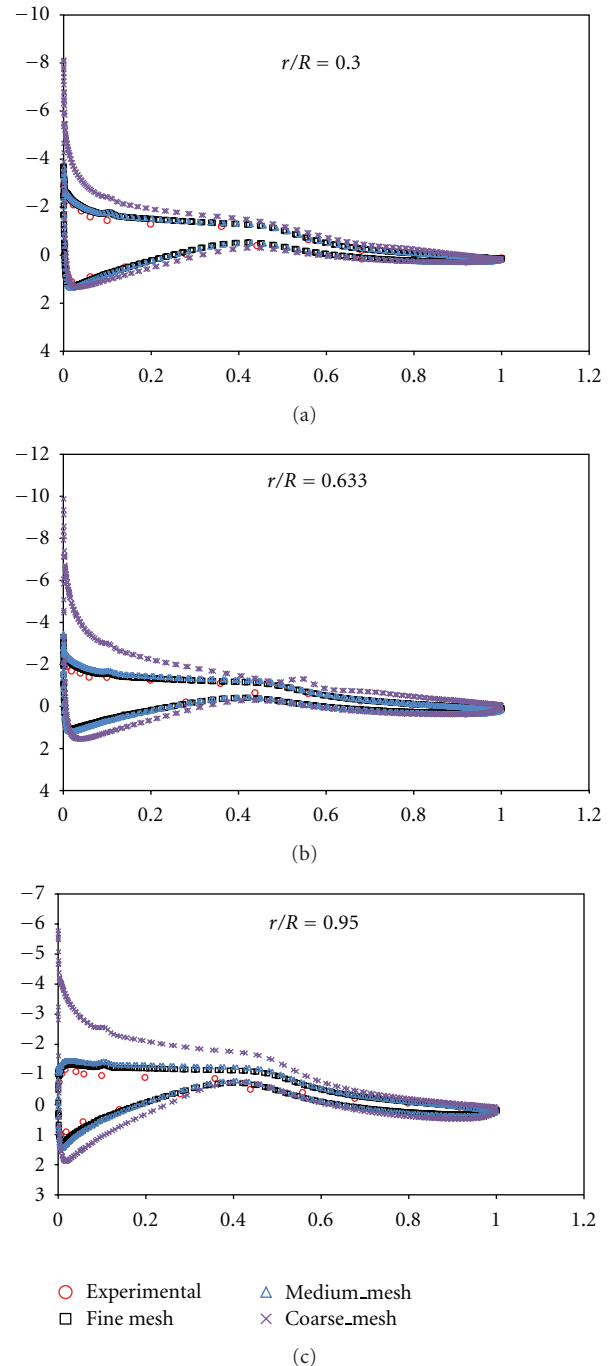 −10
−8
−6
−4
−2
0
2
4
r/R = 0.3
0 0.2 0.4 0.6 0.8 1 1.2
(a)
−12
−10
−8
−6
−4
−2
0
2
4
r/R = 0.633
0 0.2 0.4 0.6 0.8 1 1.2
(b)
−7
−6
−5
−4
−3
−2
−1
0
1
2
3
r/R = 0.95
0 0.2 0.4 0.6 0.8 1 1.2
Experimental Medium_mesh
Fine mesh Coarse_mesh
(c)